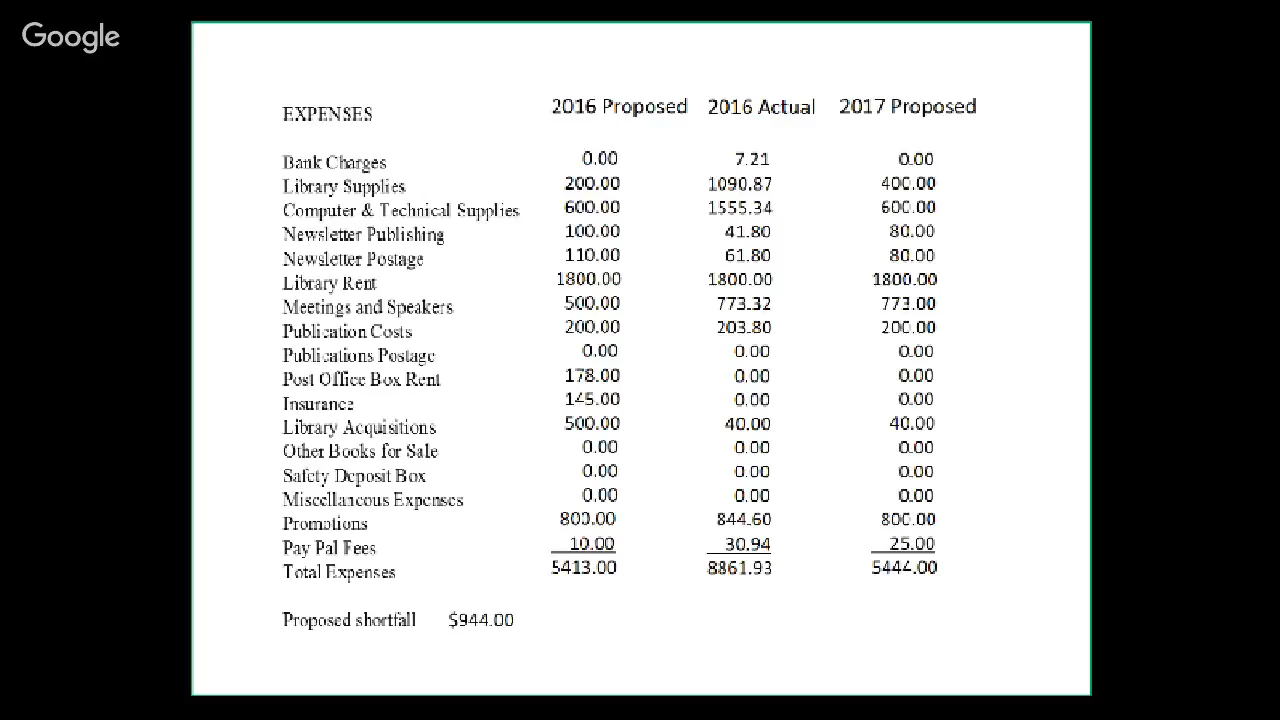 Google
EXPENSES 2016 Proposed 2016 Actual 2017 Proposed
Bank Charges 0.00 7.21 0.00
Library Supplies 200.00 1090.87 400.00
Computer & Technical Supplies 600.00 1555.34 600.00
Newsletter Publishing 100.00 41.80 80.00
Newsletter Postage 110.00 61.80 80.00
Library Rent 1800.00 1800.00 1800.00
Meetings and Speakers 500.00 773.32 773.00
Publication Costs 200.00 203.80 200.00
Publications Postage 0.00 0.00 0.00
Post Office Box Rent 178.00 0.00 0.00
Insurance 145.00 0.00 0.00
Library Acquisitions 500.00 40.00 40.00
Other Books for Sale 0.00 0.00 0.00
Safety Deposit Box 0.00 0.00 0.00
Miscellaneous Expenses 0.00 0.00 0.00
Promotions 800.00 844.60 800.00
Pay Pal Fees 10.00 30.94 25.00
Total Expenses 5413.00 8861.93 5444.00
Proposed shortfall $944.00